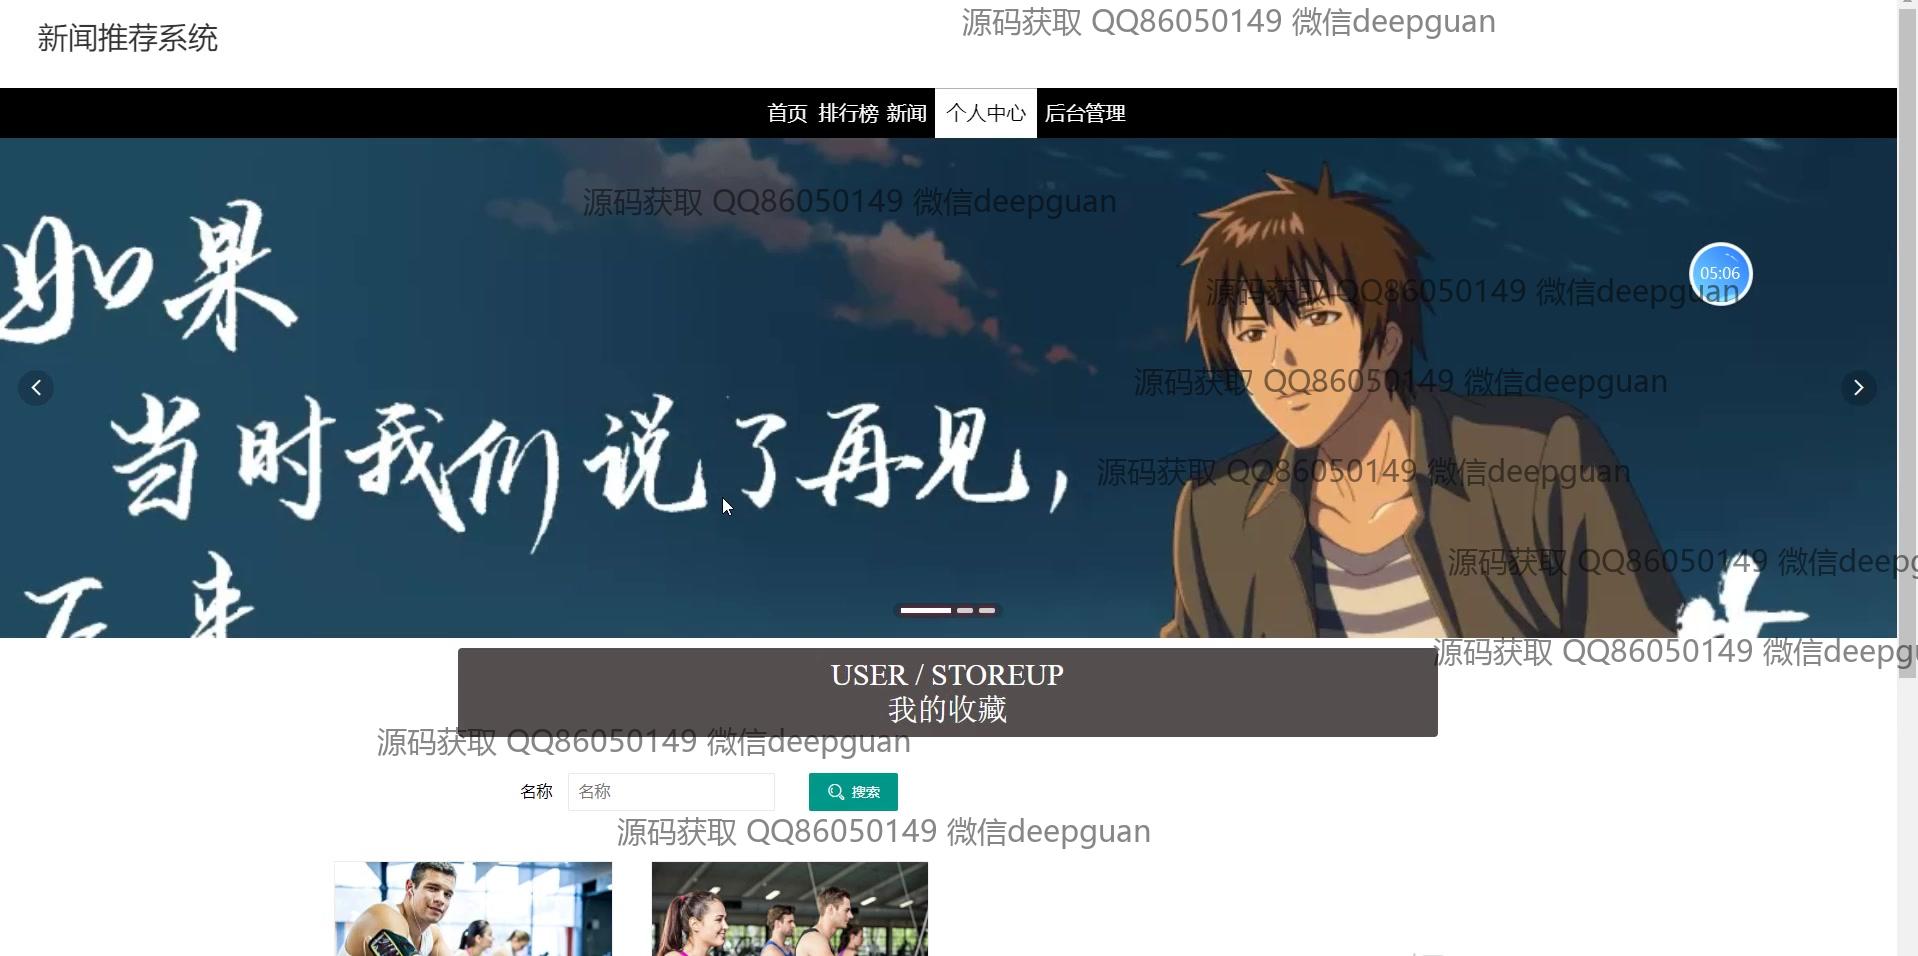 新闻推荐系统
源码获取 QQ86050149 微信deepguan
首页 排行榜 新闻 个人中心 后台管理
源码获取 QQ86050149 微信deepguan
如果
05:06
源码获取 QQ86050149 微信deepguan
源码获取 QQ86050149 微信deepguan
当时我们说了再见，
源码获取 QQ86050149 微信deepguan
源码获取 QQ86050149 微信deepg
USER / STOREUP
源码获取 QQ86050149 微信deepgu
我的收藏
源码获取 QQ86050149 微信deepguan
名称 名称 搜索
源码获取 QQ86050149 微信deepguan